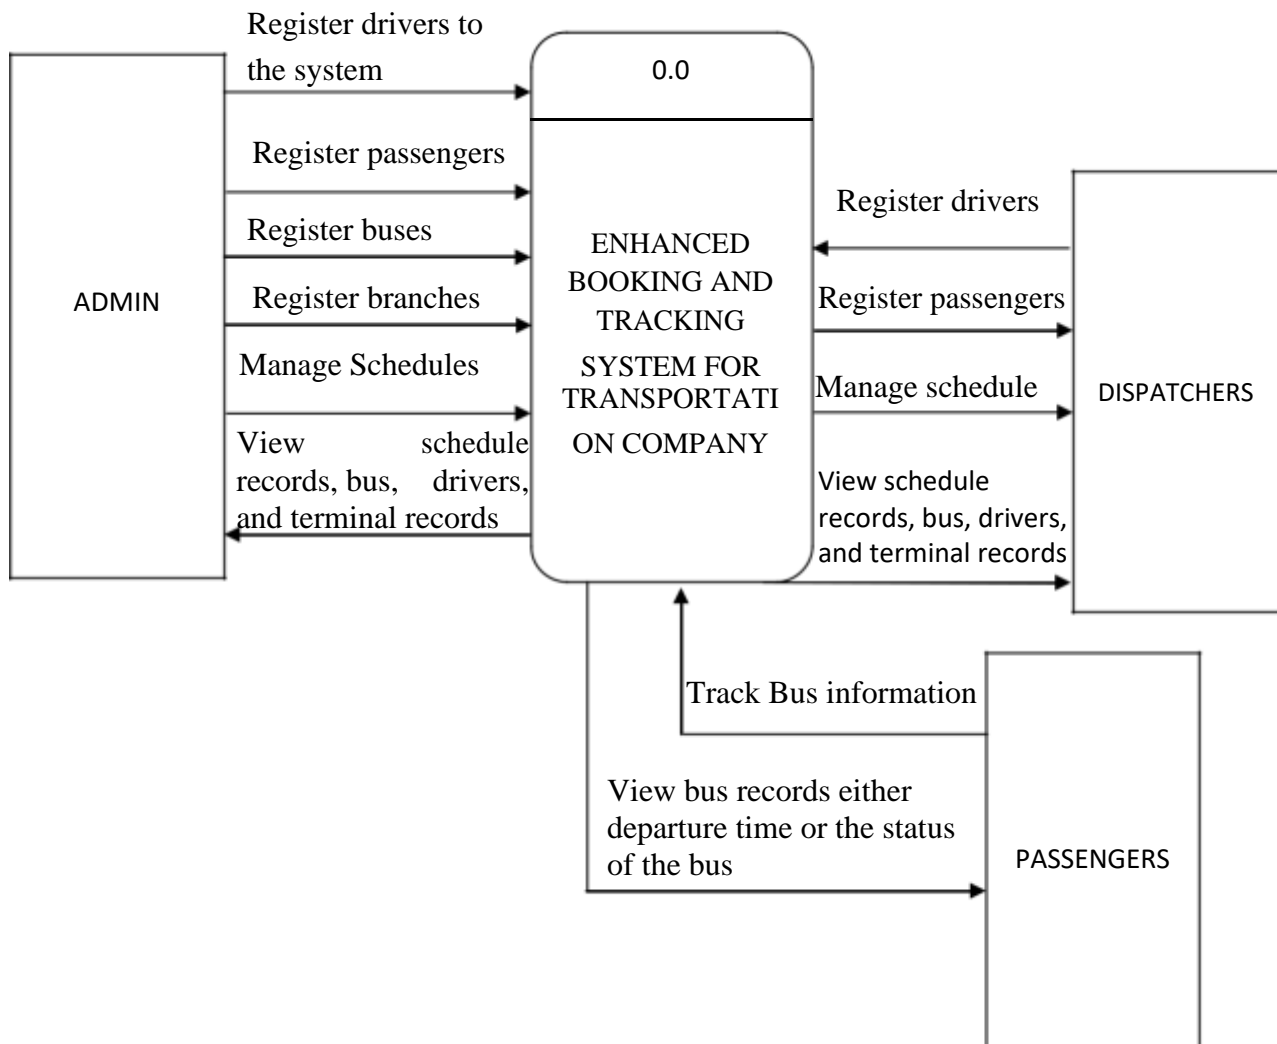 Register drivers to
the system
Register passengers
Register buses
Register branches
Manage Schedules
View schedule
records, bus, drivers,
and terminal records
ADMIN
0.0
ENHANCED
BOOKING AND
TRACKING
SYSTEM FOR
TRANSPORTATI
ON COMPANY
Register drivers
Register passengers
Manage schedule
View schedule
records, bus, drivers,
and terminal records
DISPATCHERS
Track Bus information
View bus records either
departure time or the status
of the bus
PASSENGERS